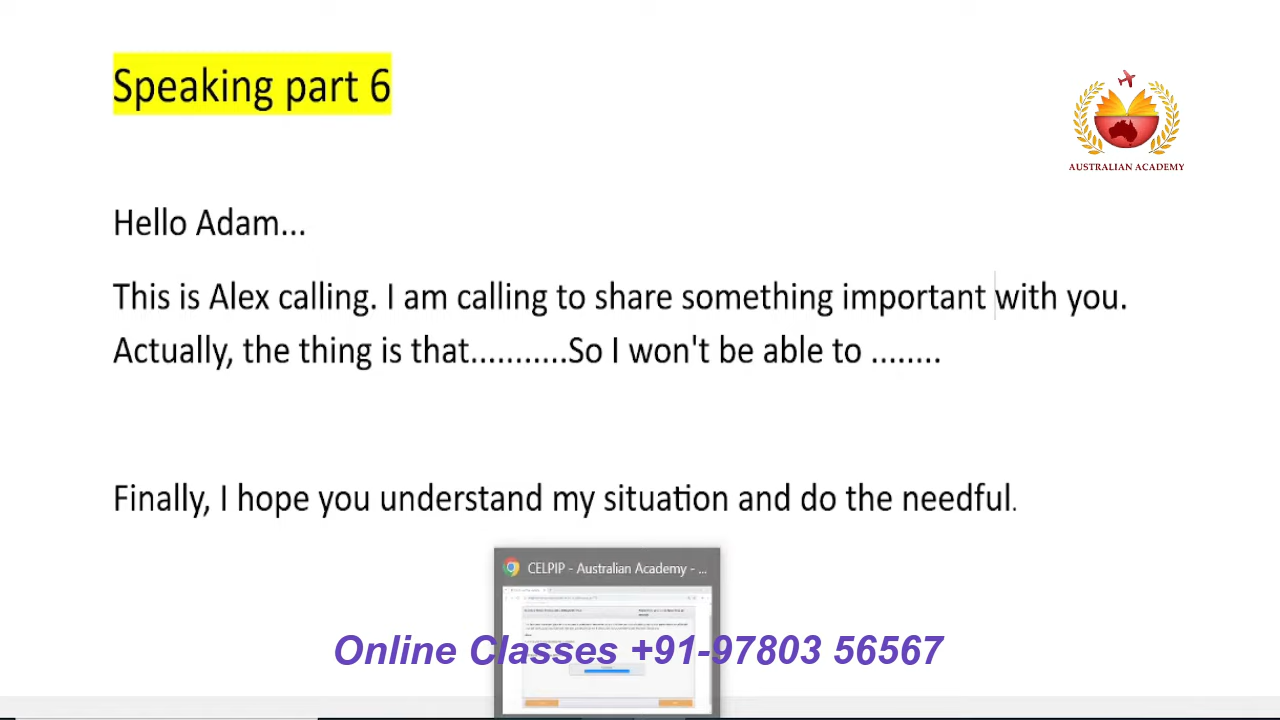 Speaking part 6
AUSTRALIAN ACADEMY
Hello Adam...
This is Alex calling. I am calling to share something important with you.
Actually, the thing is that...........So I won't be able to ........
Finally, I hope you understand my situation and do the needful.
CELPIP - Australian Academy - ...
Online Classes +91-97803 56567